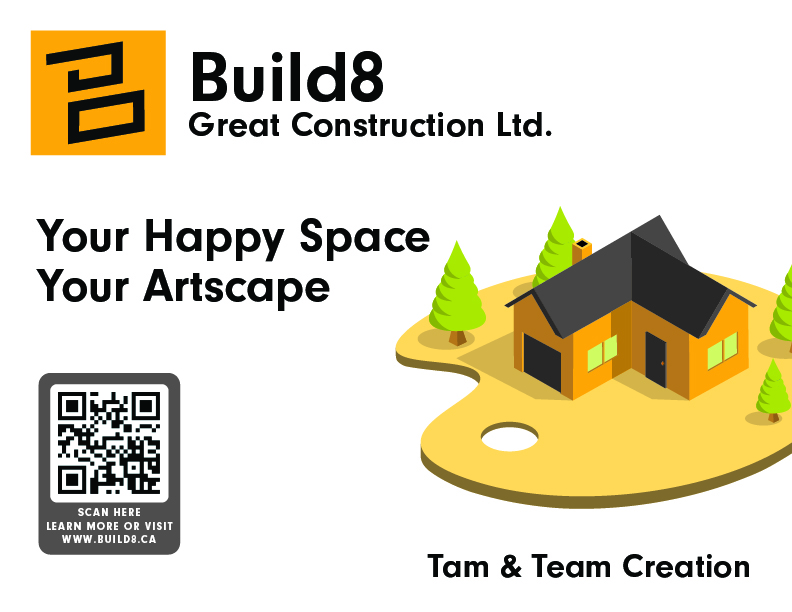 Build8
Great Construction Ltd.
Your Happy Space
Your Artscape
SCAN HERE
LEARN MORE OR VISIT
WWW.BUILD8.CA
Tam & Team Creation